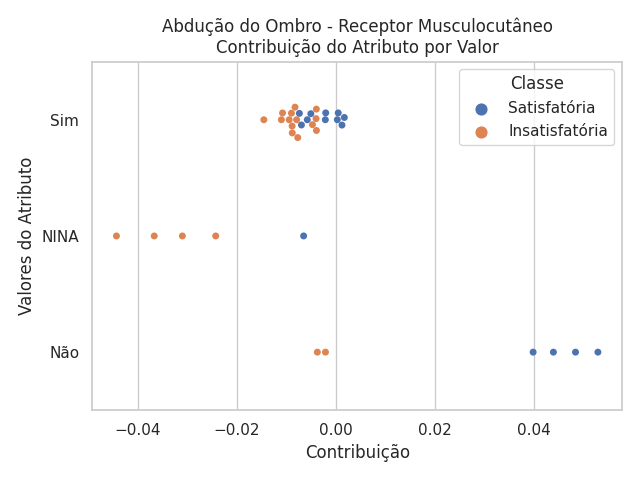 Abdução do Ombro - Receptor Musculocutâneo
Contribuição do Atributo por Valor
Classe
Satisfatória
Insatisfatória
Valores do Atributo
Sim
NINA
Não
−0.04
−0.02
0.00
0.02
0.04
Contribuição